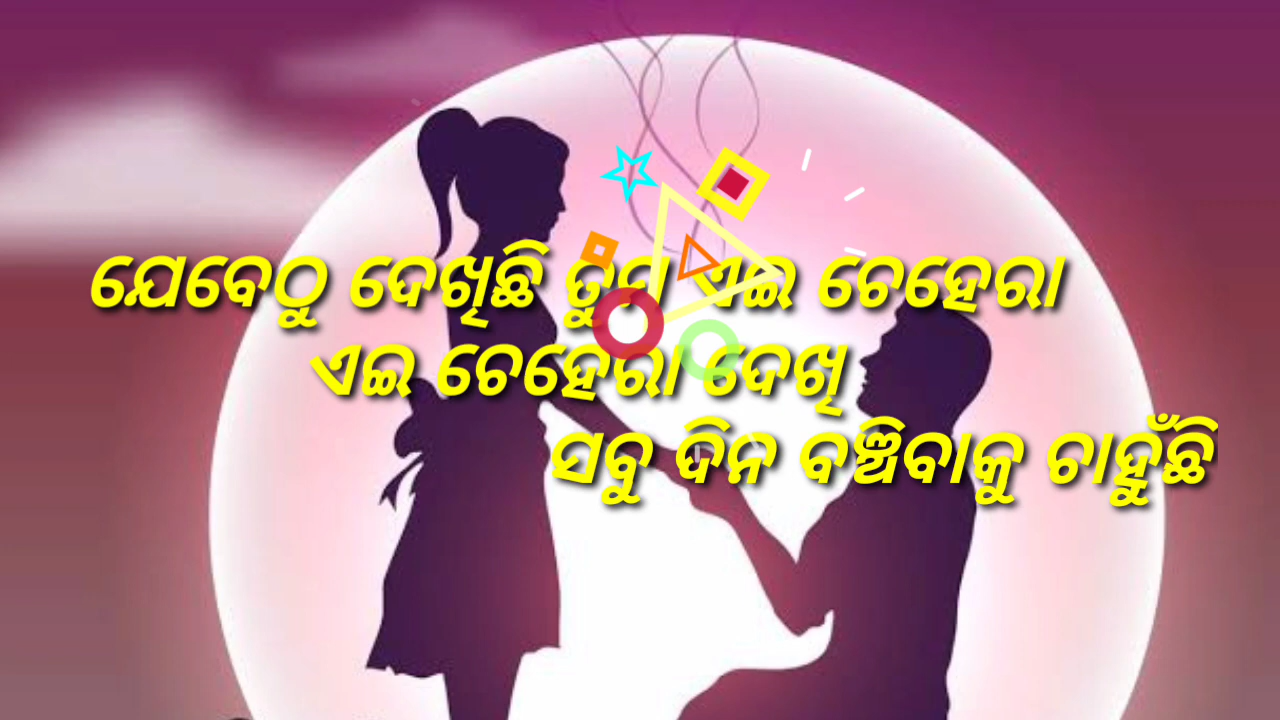 ଯେବେଠୁ ଦେଖିଛି ତୁମ ଏଇ ଚେହେରା
ଏଇ ଚେହେରା ଦେଖି
ସବୁ ଦିନ ବଞ୍ଚିବାକୁ ଚାହୁଁଛି